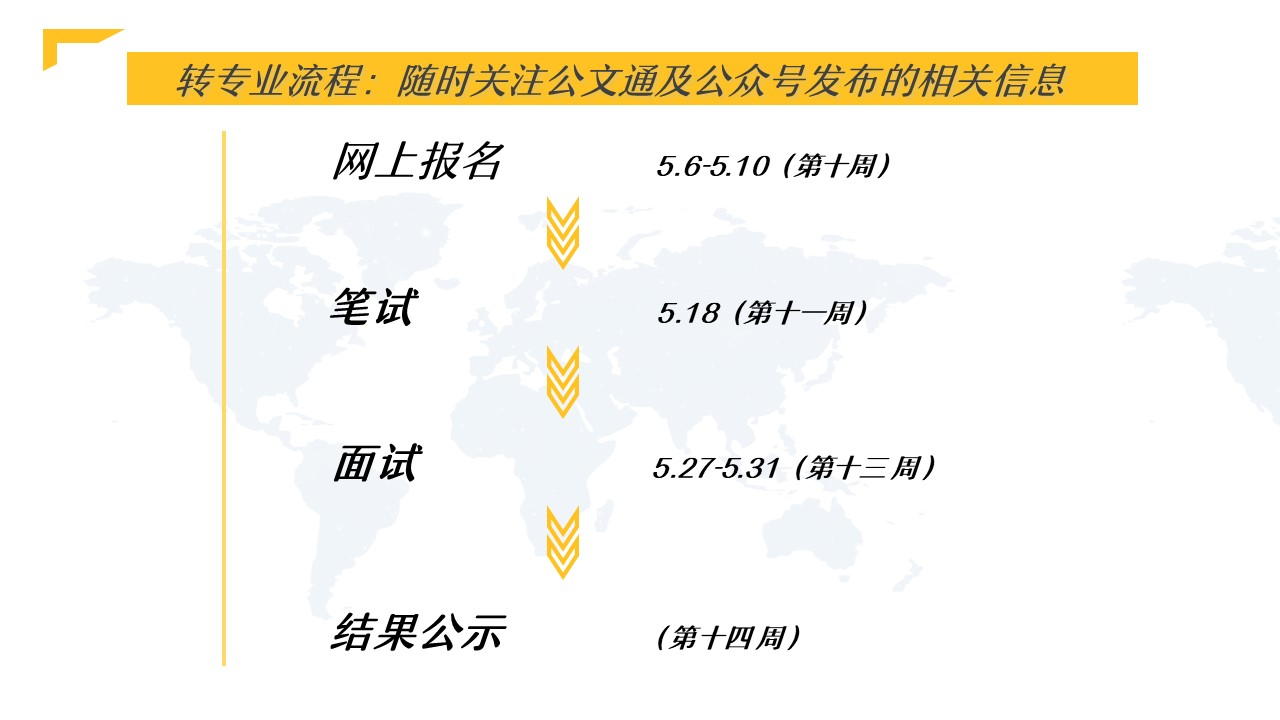 转专业流程：随时关注公文通及公众号发布的相关信息
网上报名 5.6-5.10（第十周）
笔试 5.18（第十一周）
面试 5.27-5.31（第十三周）
结果公示 （第十四周）